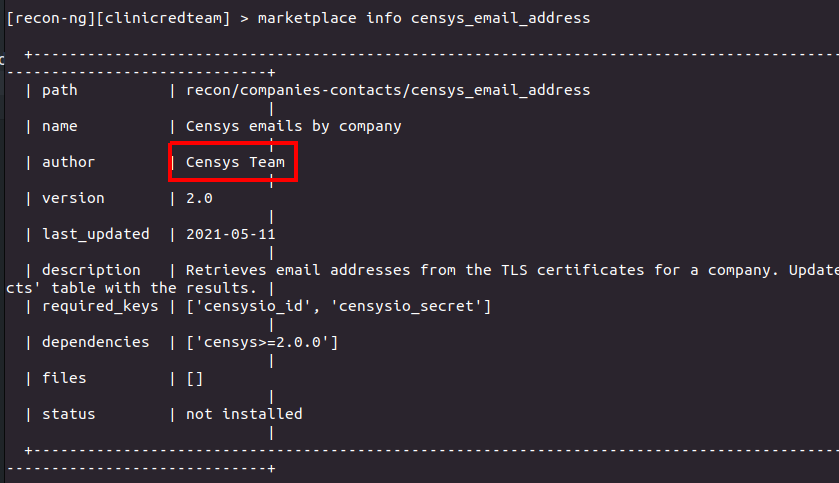 [recon-ng][clinicredteam] > marketplace info censys_email_address
+------------------------------------------------------------------------------------------
-----------------------------+
| path | recon/companies-contacts/censys_email_address
|
| name | Censys emails by company
|
| author | Censys Team
|
| version | 2.0
|
| last_updated | 2021-05-11
|
| description | Retrieves email addresses from the TLS certificates for a company. Update
cts' table with the results. |
| required_keys | ['censysio_id', 'censysio_secret']
|
| dependencies | ['censys>=2.0.0']
|
| files | []
|
| status | not installed
|
+------------------------------------------------------------------------------------------
-----------------------------+